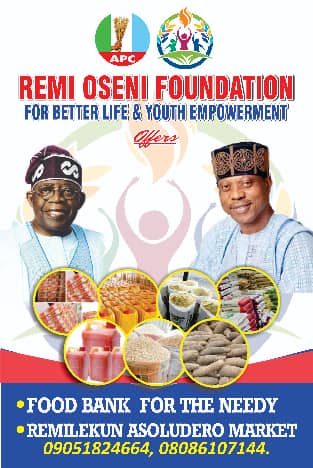 APC
REMI OSENI FOUNDATION
FOR BETTER LIFE & YOUTH EMPOWERMENT
Offers
•FOOD BANK FOR THE NEEDY
•REMILEKUN ASOLUDERO MARKET
09051824664, 08086107144.